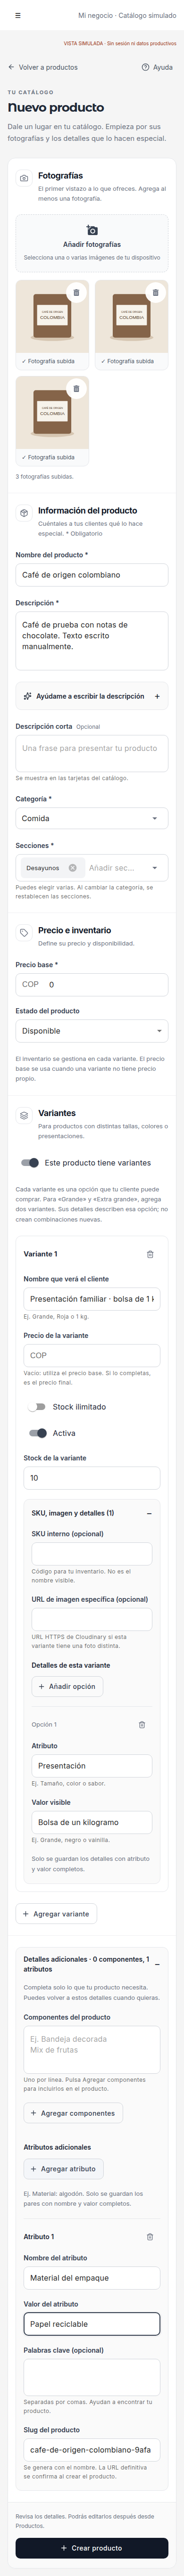 Mi negocio · Catálogo simulado
VISTA SIMULADA · Sin sesión ni datos productivos
Volver a productos
Ayuda
TU CATÁLOGO
Nuevo producto
Dale un lugar en tu catálogo. Empieza por sus
fotografías y los detalles que lo hacen especial.
Fotografías
El primer vistazo a lo que ofreces. Agrega al
menos una fotografía.
Añadir fotografías
Selecciona una o varias imágenes de tu dispositivo
CAFÉ DE ORIGEN
COLOMBIA
✓ Fotografía subida
CAFÉ DE ORIGEN
COLOMBIA
✓ Fotografía subida
CAFÉ DE ORIGEN
COLOMBIA
✓ Fotografía subida
3 fotografías subidas.
Información del producto
Cuéntales a tus clientes qué lo hace
especial. * Obligatorio
Nombre del producto *
Café de origen colombiano
Descripción *
Café de prueba con notas de
chocolate. Texto escrito
manualmente.
Ayúdame a escribir la descripción +
Descripción corta Opcional
Una frase para presentar tu producto
Se muestra en las tarjetas del catálogo.
Categoría *
Comida
Secciones *
Desayunos
Añadir sec...
Puedes elegir varias. Al cambiar la categoría, se
restablecen las secciones.
Precio e inventario
Define su precio y disponibilidad.
Precio base *
COP 0
Estado del producto
Disponible
El inventario se gestiona en cada variante. El precio
base se usa cuando una variante no tiene precio
propio.
Variantes
Para productos con distintas tallas, colores o
presentaciones.
Este producto tiene variantes
Cada variante es una opción que tu cliente puede
comprar. Para «Grande» y «Extra grande», agrega
dos variantes. Sus detalles describen esa opción; no
crean combinaciones nuevas.
Variante 1
Nombre que verá el cliente
Presentación familiar · bolsa de 1 k
Ej: Grande, Roja o 1 kg.
Precio de la variante
COP
Vacío: utiliza el precio base. Si lo completas,
es el precio final.
Stock ilimitado
Activa
Stock de la variante
10
SKU, imagen y detalles (1) −
SKU interno (opcional)
Código para tu inventario. No es el
nombre visible.
URL de imagen específica (opcional)
URL HTTPS de Cloudinary si esta
variante tiene una foto distinta.
Detalles de esta variante
+ Añadir opción
Opción 1
Atributo
Presentación
Ej. Tamaño, color o sabor.
Valor visible
Bolsa de un kilogramo
Ej. Grande, negro o vainilla.
Solo se guardan los detalles con atributo
y valor completos.
+ Agregar variante
Detalles adicionales · 0 componentes, 1
atributos −
Completa solo lo que tu producto necesita.
Puedes volver a estos detalles cuando quieras.
Componentes del producto
Ej. Bandeja decorada
Mix de frutas
Uno por línea. Pulsa Agregar componentes
para incluirlos en el producto.
+ Agregar componentes
Atributos adicionales
+ Agregar atributo
Ej. Material: algodón. Solo se guardan los
pares con nombre y valor completo.
Atributo 1
Nombre del atributo
Material del empaque
Valor del atributo
Papel reciclable
Palabras clave (opcional)
Separadas por comas. Ayudan a encontrar tu
producto.
Slug del producto
cafe-de-origen-colombiano-9afa
Se genera con el nombre. La URL definitiva
se confirma al crear el producto.
Revisa los detalles. Podrás editarlos después desde
Productos.
+ Crear producto